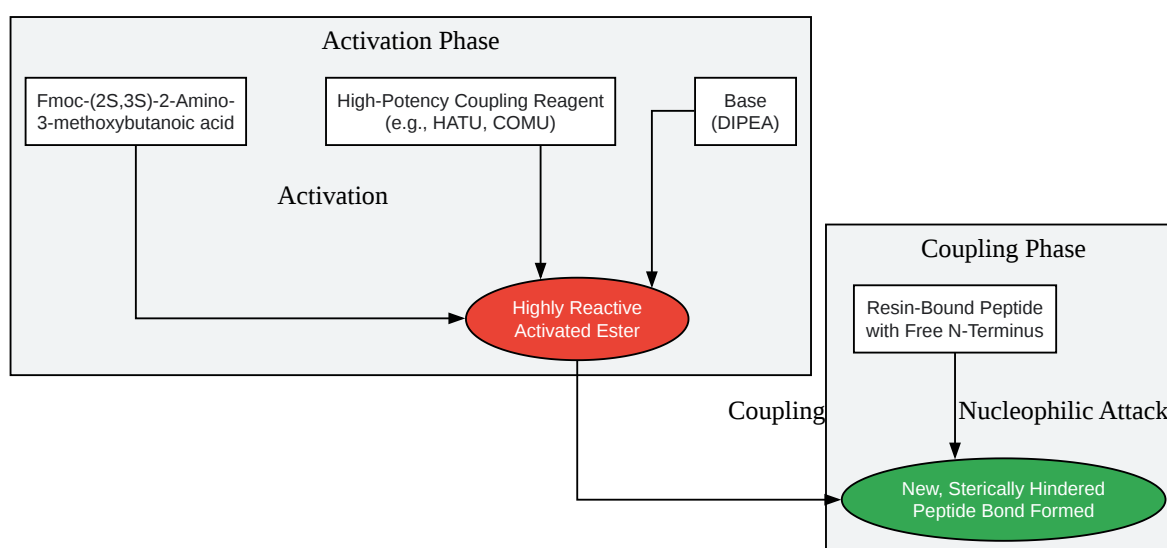 Activation Phase
Fmoc-(2S,3S)-2-Amino-
3-methoxybutanoic acid
High-Potency Coupling Reagent
(e.g., HATU, COMU)
Base
(DIPEA)
Activation
Highly Reactive
Activated Ester
Coupling Phase
Resin-Bound Peptide
with Free N-Terminus
Coupling
Nucleophilic Attack
New, Sterically Hindered
Peptide Bond Formed